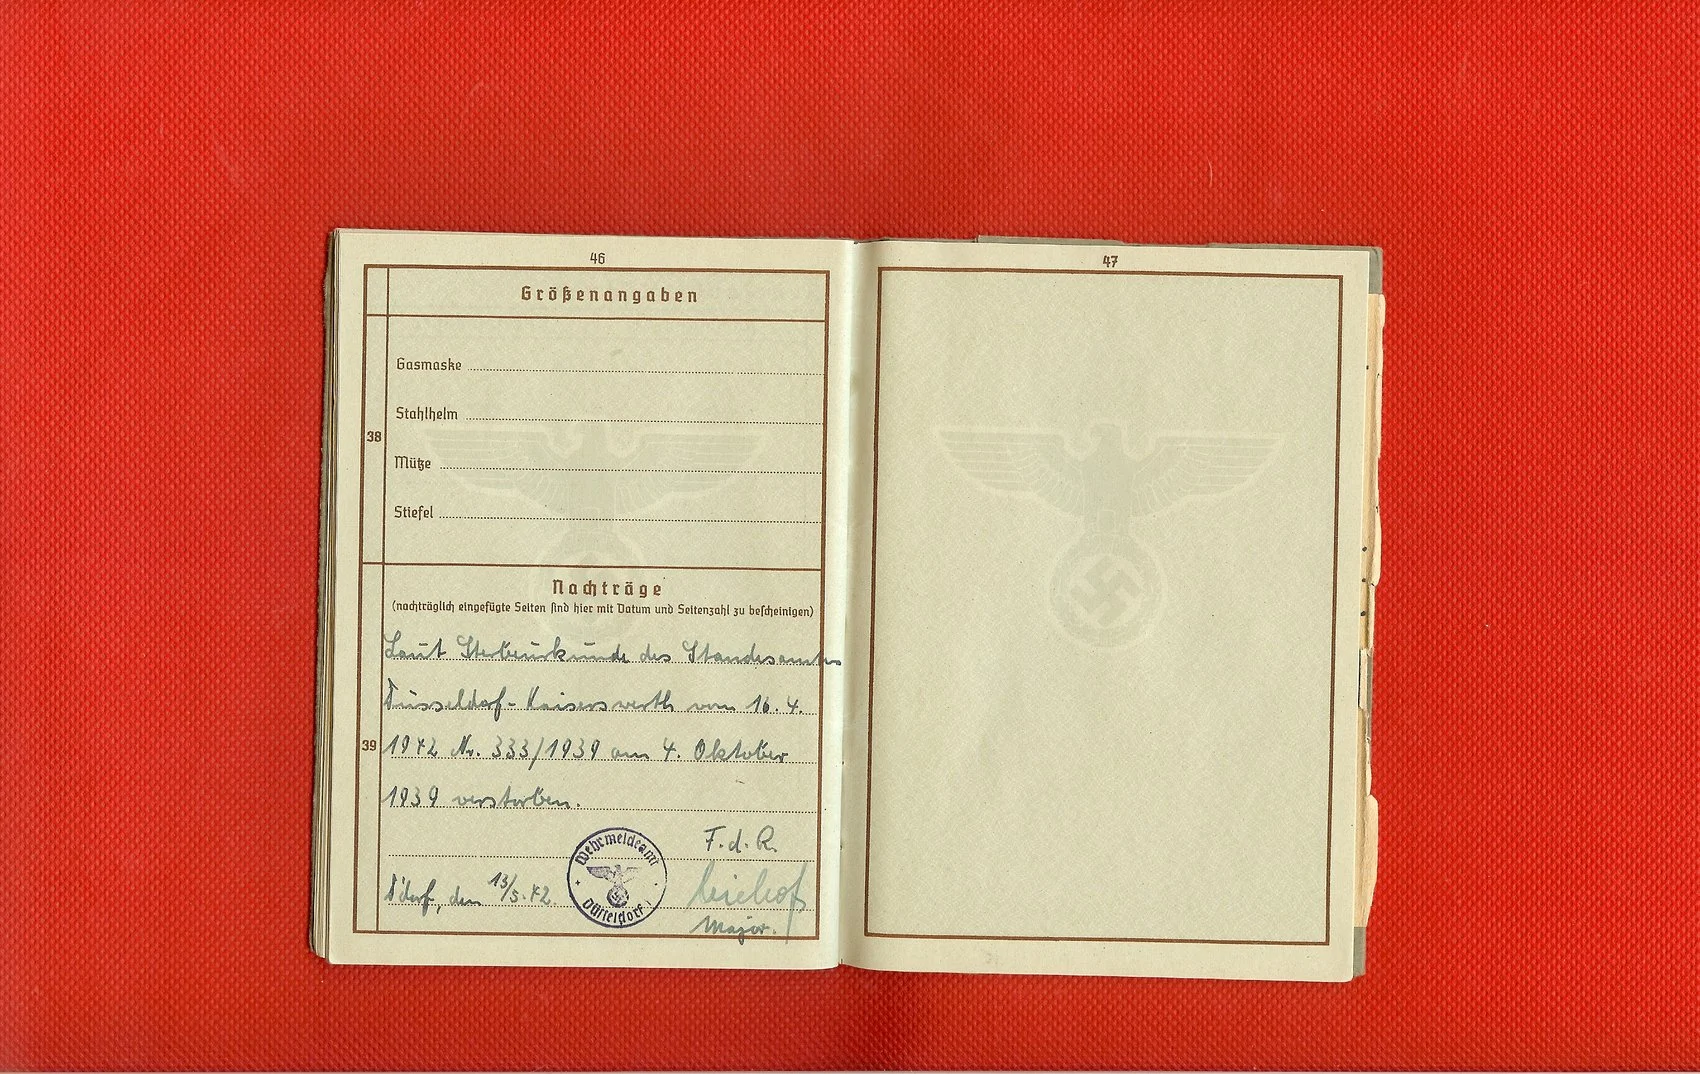 46
Größenangaben
Gasmaske
Stahlhelm
38
Mütze
Stiefel
Nachträge
(nachträglich eingefügte Seiten sind hier mit Datum und Seitenzahl zu bescheinigen)
Laut Sterbeurkunde des Standesamtes
Düsseldorf-Kaiserswerth vom 16.4.
39
1942 Nr. 333/1939 am 4. Oktober
1939 verstorben.
F.d.R.
D'dorf, den 13/5.42.
Wehrmeldeamt
Düsseldorf 1
Major.
47